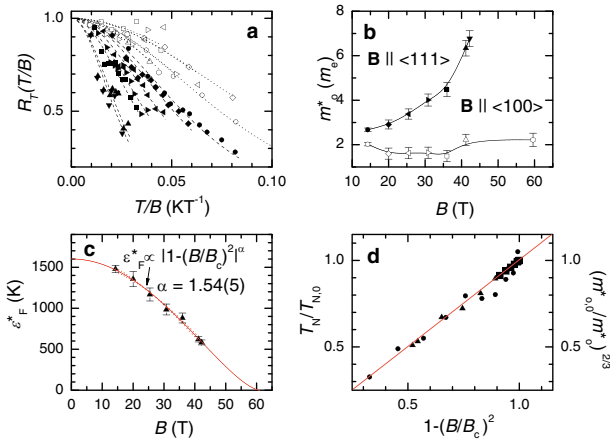 a
R_T(T/B)
1.0
0.5
0.00
0.05
0.10
T/B (KT⁻¹)
b
B || <111>
B || <100>
m*_o (m_e)
8
6
4
2
0
10
20
30
40
50
60
B (T)
c
ε*_F ∝ |1-(B/B_c)²|^α
α = 1.54(5)
ε*_F (K)
1500
1000
500
0
0
10
20
30
40
50
60
B (T)
d
T_N/T_N,0
1.0
0.5
(m*_o,0/m*_o)^2/3
1.0
0.5
0.5
1.0
1-(B/B_c)²